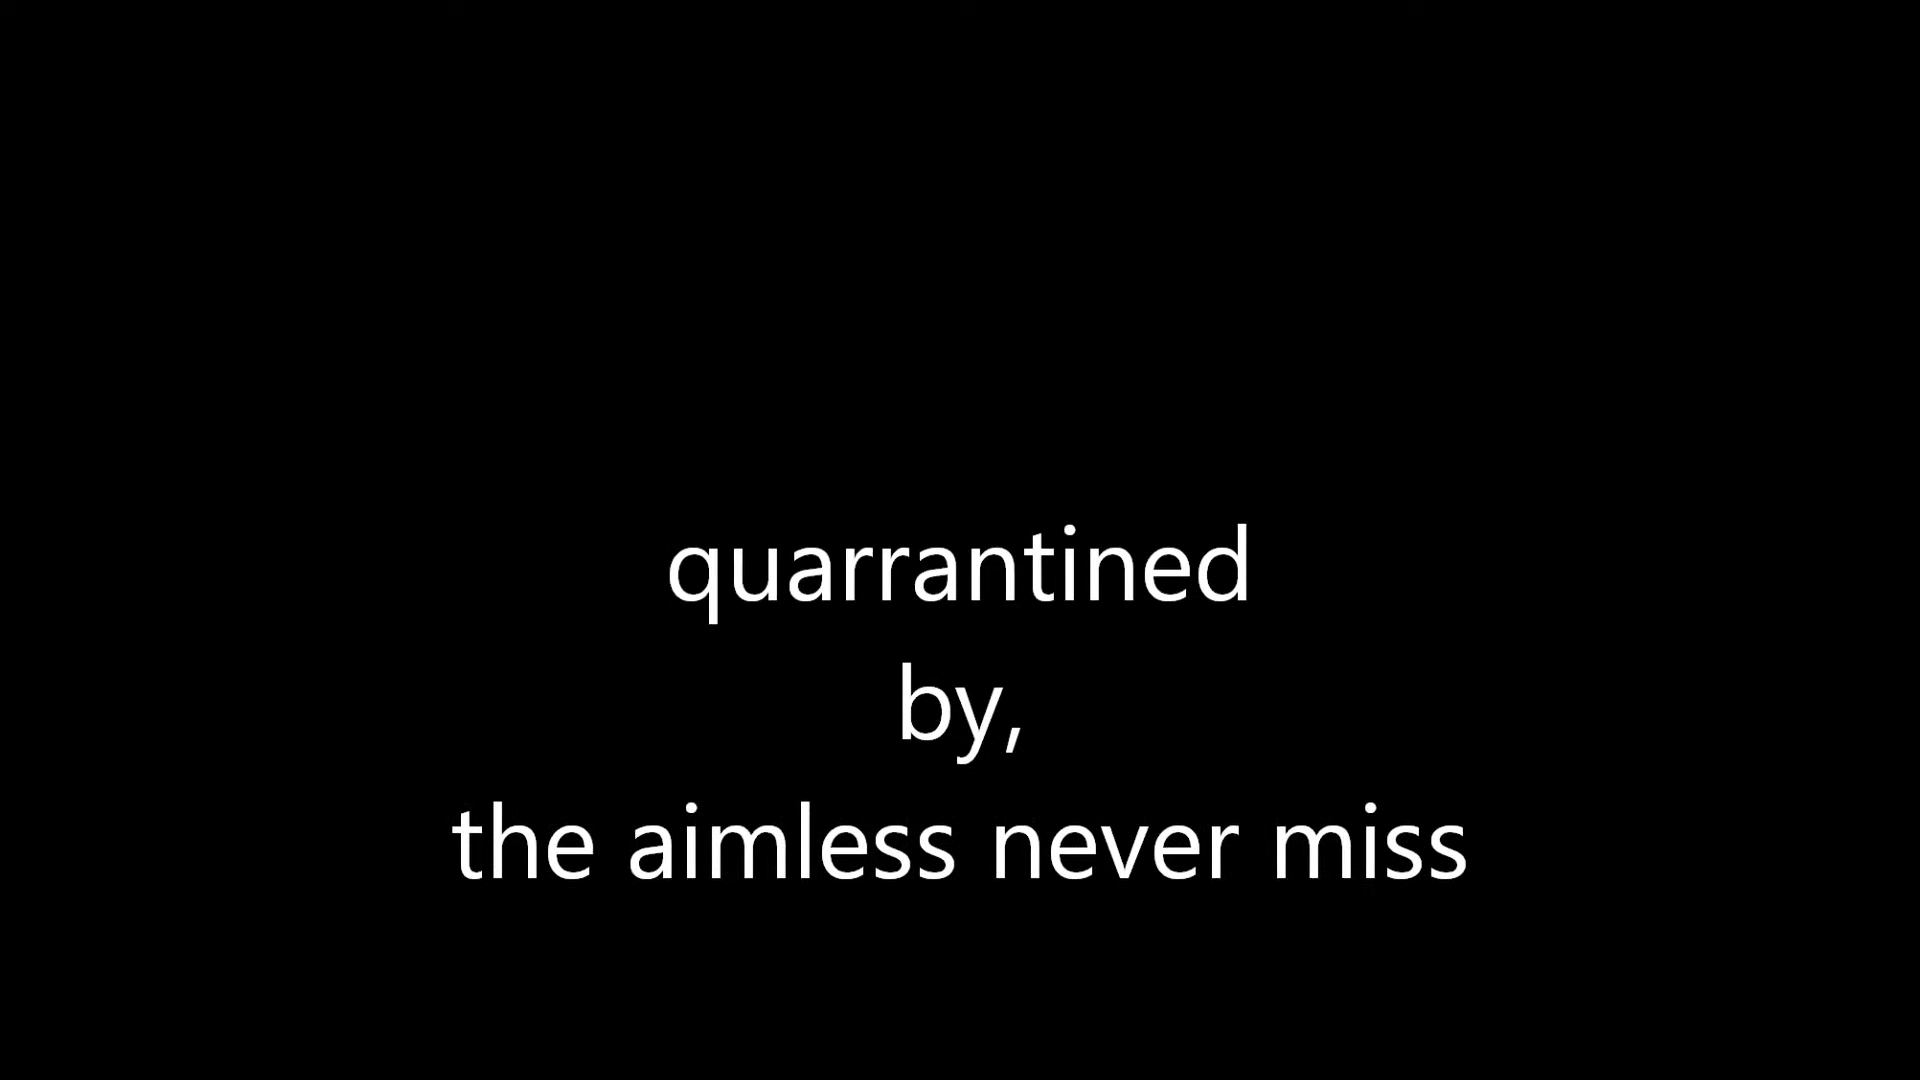 quarrantined
by,
the aimless never miss